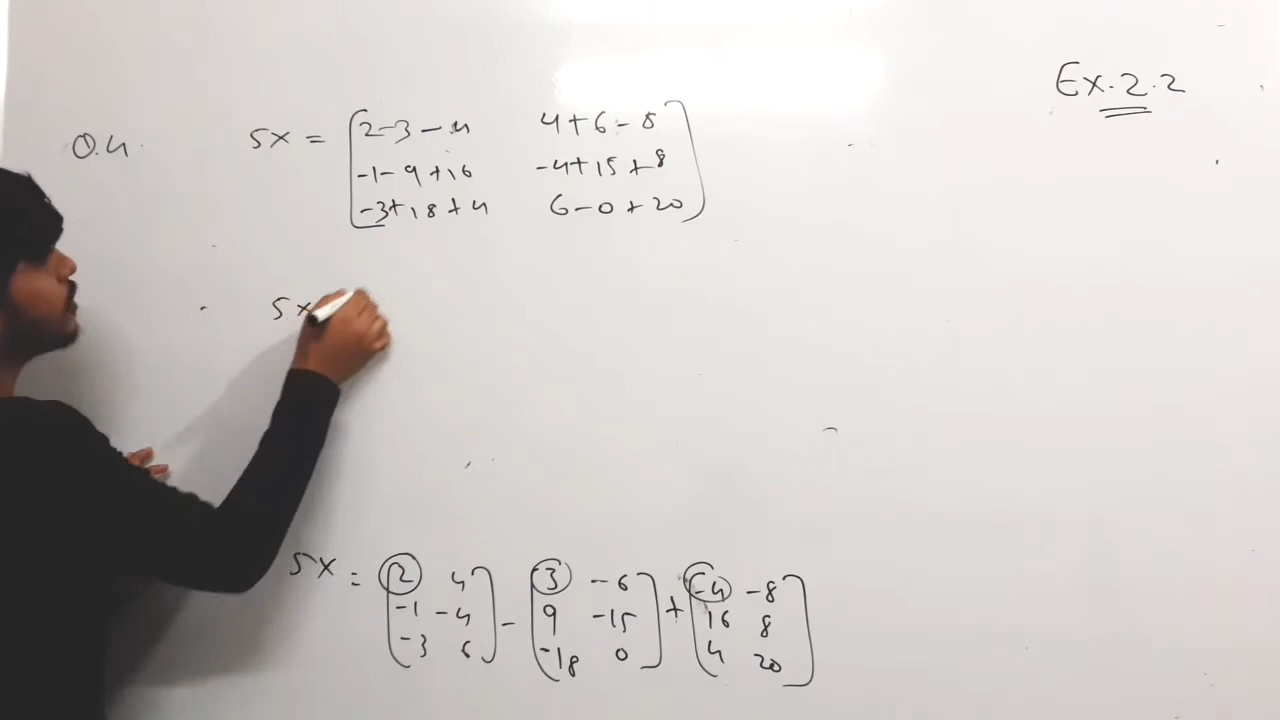 Ex.2.2
Q.4. 5X = [2-3-4 4+6-8
-1-9+16 -4+15+8
-3+18+4 6-0+20]
5X
5X = [2 4 ] - [3 -6 ] + [-4 -8
-1 -4 9 -15 16 8
-3 6 -18 0 4 20]